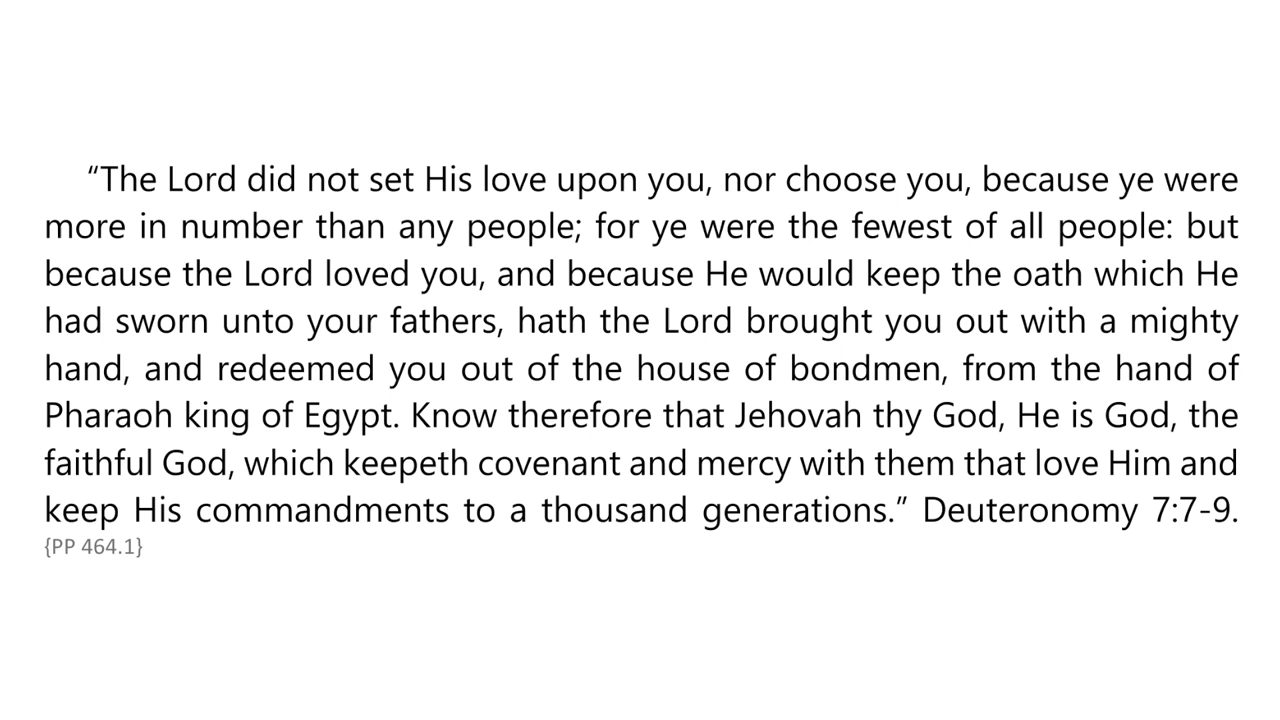 “The Lord did not set His love upon you, nor choose you, because ye were
more in number than any people; for ye were the fewest of all people: but
because the Lord loved you, and because He would keep the oath which He
had sworn unto your fathers, hath the Lord brought you out with a mighty
hand, and redeemed you out of the house of bondmen, from the hand of
Pharaoh king of Egypt. Know therefore that Jehovah thy God, He is God, the
faithful God, which keepeth covenant and mercy with them that love Him and
keep His commandments to a thousand generations.” Deuteronomy 7:7-9.
{PP 464.1}